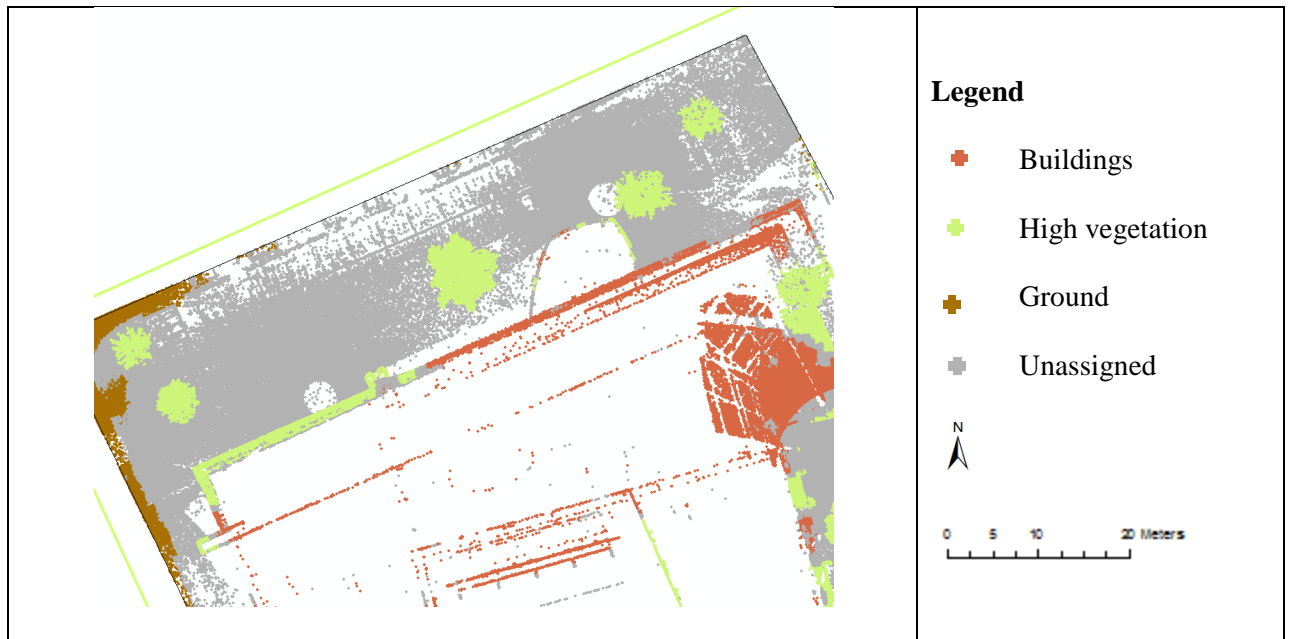 Legend
Buildings
High vegetation
Ground
Unassigned
N
0 5 10 20 Meters